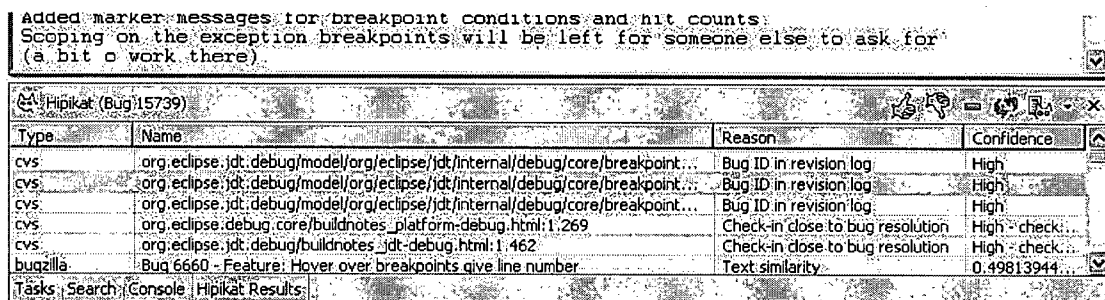 Added marker messages for breakpoint conditions and hit counts.
Scoping on the exception breakpoints will be left for someone else to ask for
(a bit o work there).
Hipikat (Bug 15739)
Type Name Reason Confidence
cvs org.eclipse.jdt.debug/model/org/eclipse/jdt/internal/debug/core/breakpoint... Bug ID in revision log High
cvs org.eclipse.jdt.debug/model/org/eclipse/jdt/internal/debug/core/breakpoint... Bug ID in revision log High
cvs org.eclipse.jdt.debug/model/org/eclipse/jdt/internal/debug/core/breakpoint... Bug ID in revision log High
cvs org.eclipse.debug.core/buildnotes_platform-debug.html:1.269 Check-in close to bug resolution High - check...
cvs org.eclipse.jdt.debug/buildnotes_jdt-debug.html:1.462 Check-in close to bug resolution High - check...
bugzilla Bug 6660 - Feature: Hover over breakpoints give line number Text similarity 0.49813944...
Tasks Search Console Hipikat Results